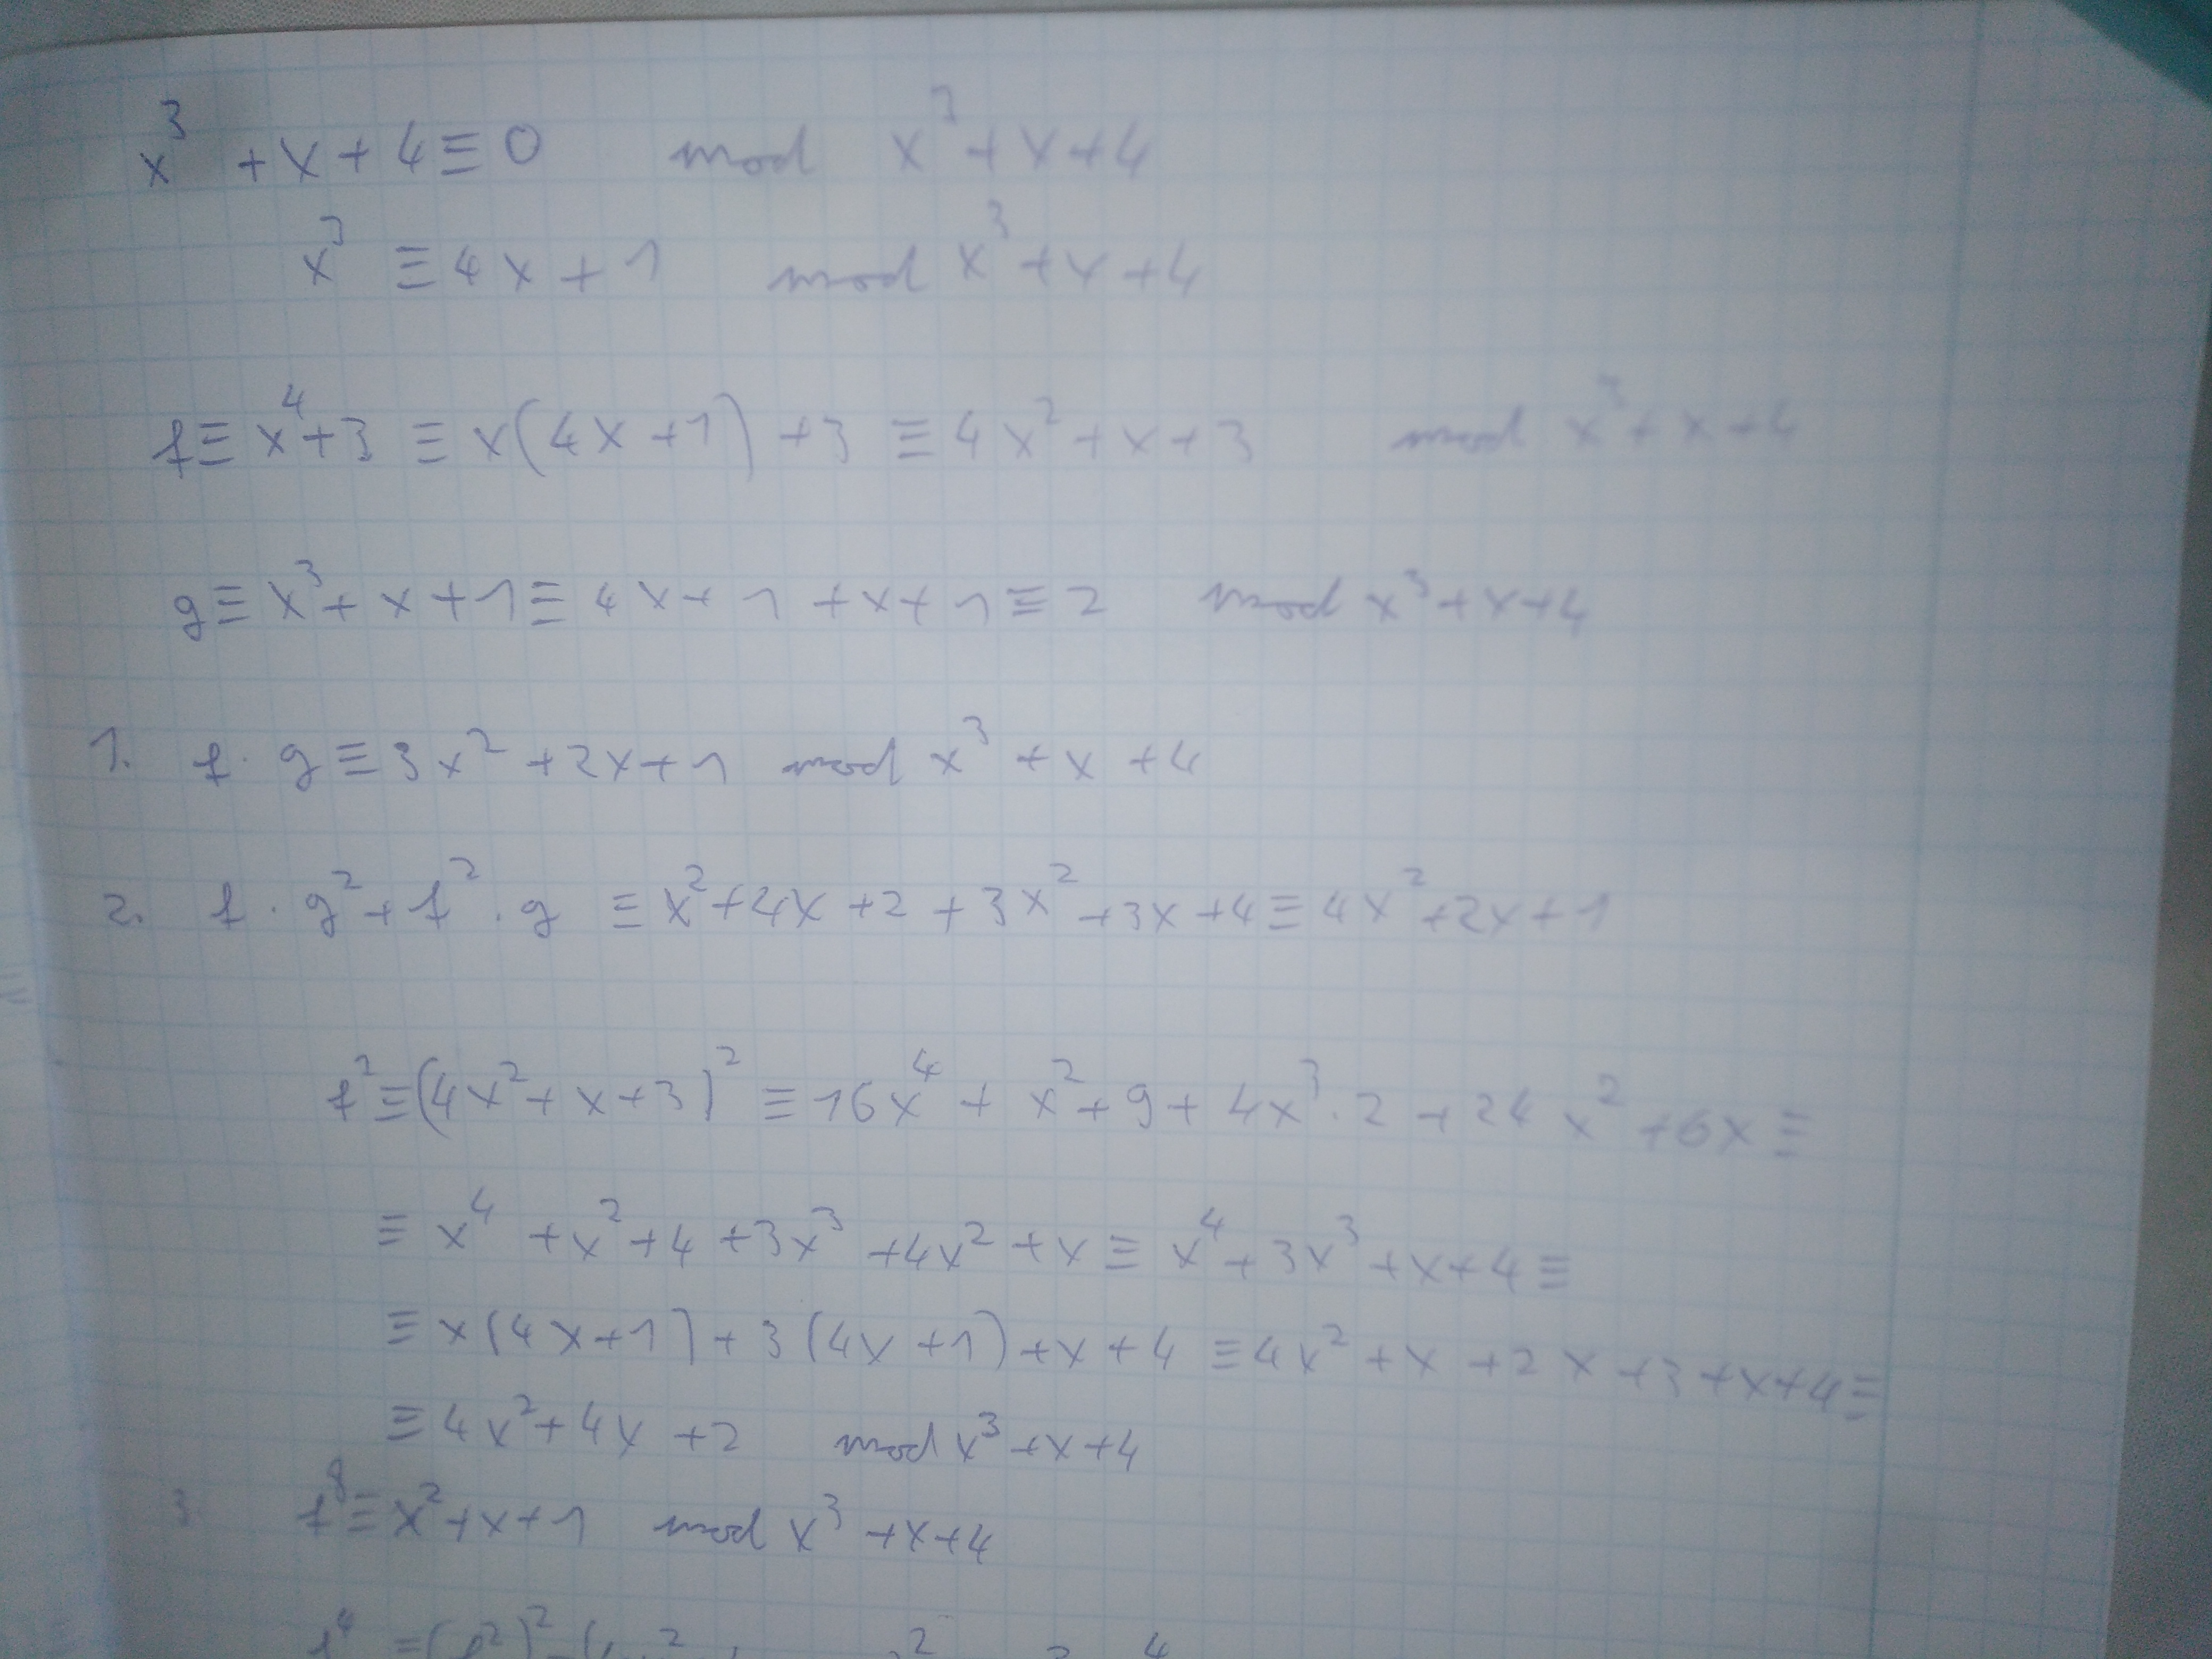 x³ + x + 4 ≡ 0 mod x³ + x + 4
x³ ≡ 4x + 1 mod x³ + x + 4
f ≡ x⁴ + 3 ≡ x(4x + 1) + 3 ≡ 4x² + x + 3 mod x³ + x + 4
g ≡ x³ + x + 1 ≡ 4x + 1 + x + 1 ≡ 2 mod x³ + x + 4
1. f · g ≡ 3x² + 2x + 1 mod x³ + x + 4
2. f · g² + f² · g ≡ x² + 4x + 2 + 3x² + 3x + 4 ≡ 4x² + 2x + 1
f² ≡ (4x² + x + 3)² ≡ 16x⁴ + x² + 9 + 4x³ · 2 + 24x² + 6x ≡
≡ x⁴ + x² + 4 + 3x³ + 4x² + x ≡ x⁴ + 3x³ + x + 4 ≡
≡ x(4x + 1) + 3(4x + 1) + x + 4 ≡ 4x² + x + 2x + 3 + x + 4 ≡
≡ 4x² + 4x + 2 mod x³ + x + 4
3. f⁸ ≡ x² + x + 1 mod x³ + x + 4
f⁴ ≡ (f²)²